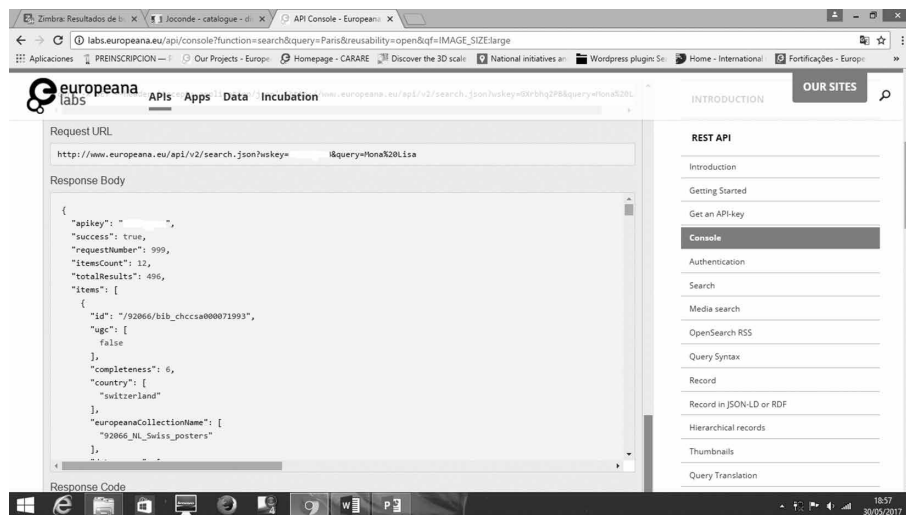 Zimbra: Resultados de b
Joconde - catalogue - di
API Console - Europeana
labs.europeana.eu/api/console?function=search&query=Paris&reusability=open&qf=IMAGE_SIZE:large
Aplicaciones
PREINSCRIPCION —
Our Projects - Europe
Homepage - CARARE
Discover the 3D scale
National initiatives an
Wordpress plugin: Se
Home - International
Fortificações - Europe
»
europeana
labs
APIs Apps Data Incubation
OUR SITES
INTRODUCTION
Request URL
http://www.europeana.eu/api/v2/search.json?wskey= &query=Mona%20Lisa
Response Body
{
"apikey": " ",
"success": true,
"requestNumber": 999,
"itemsCount": 12,
"totalResults": 496,
"items": [
{
"id": "/92066/bib_chccsa000071993",
"ugc": [
false
],
"completeness": 6,
"country": [
"switzerland"
],
"europeanaCollectionName": [
"92066_NL_Swiss_posters"
],
Response Code
REST API
Introduction
Getting Started
Get an API-key
Console
Authentication
Search
Media search
OpenSearch RSS
Query Syntax
Record
Record in JSON-LD or RDF
Hierarchical records
Thumbnails
Query Translation
18:57
30/05/2017